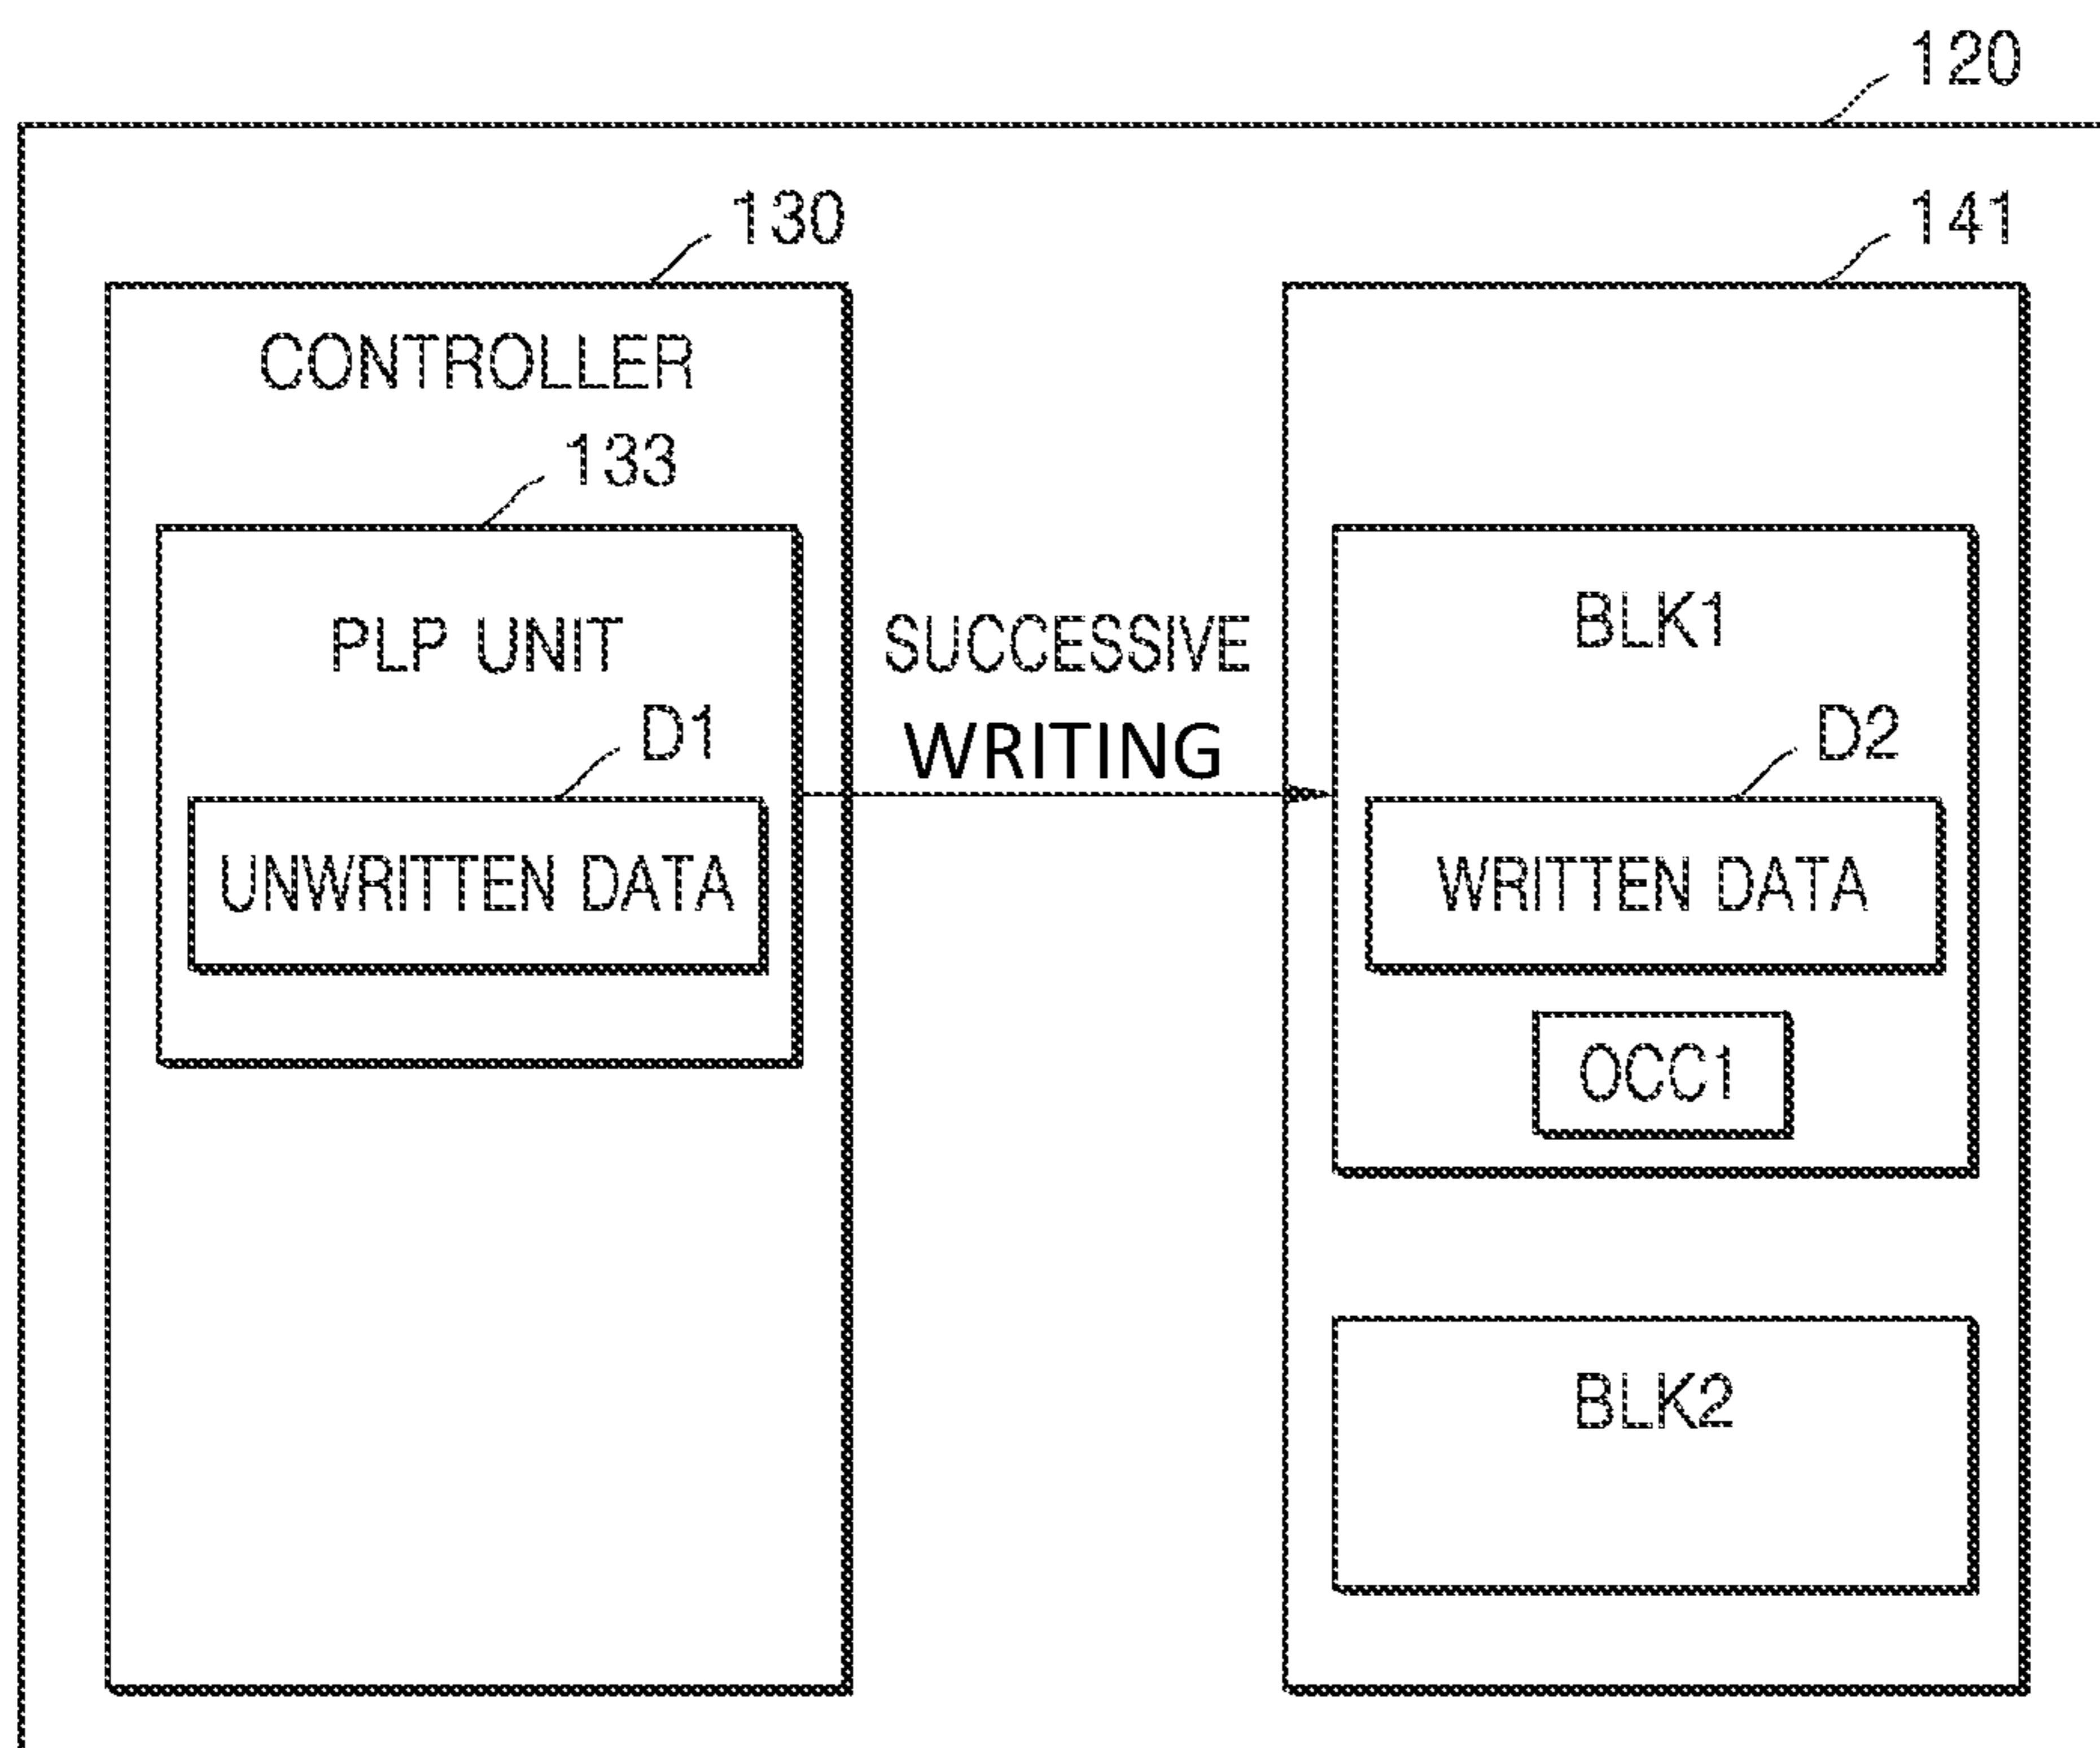 120
130
141
CONTROLLER
133
PLP UNIT
D1
UNWRITTEN DATA
SUCCESSIVE
WRITING
BLK1
D2
WRITTEN DATA
OCC1
BLK2